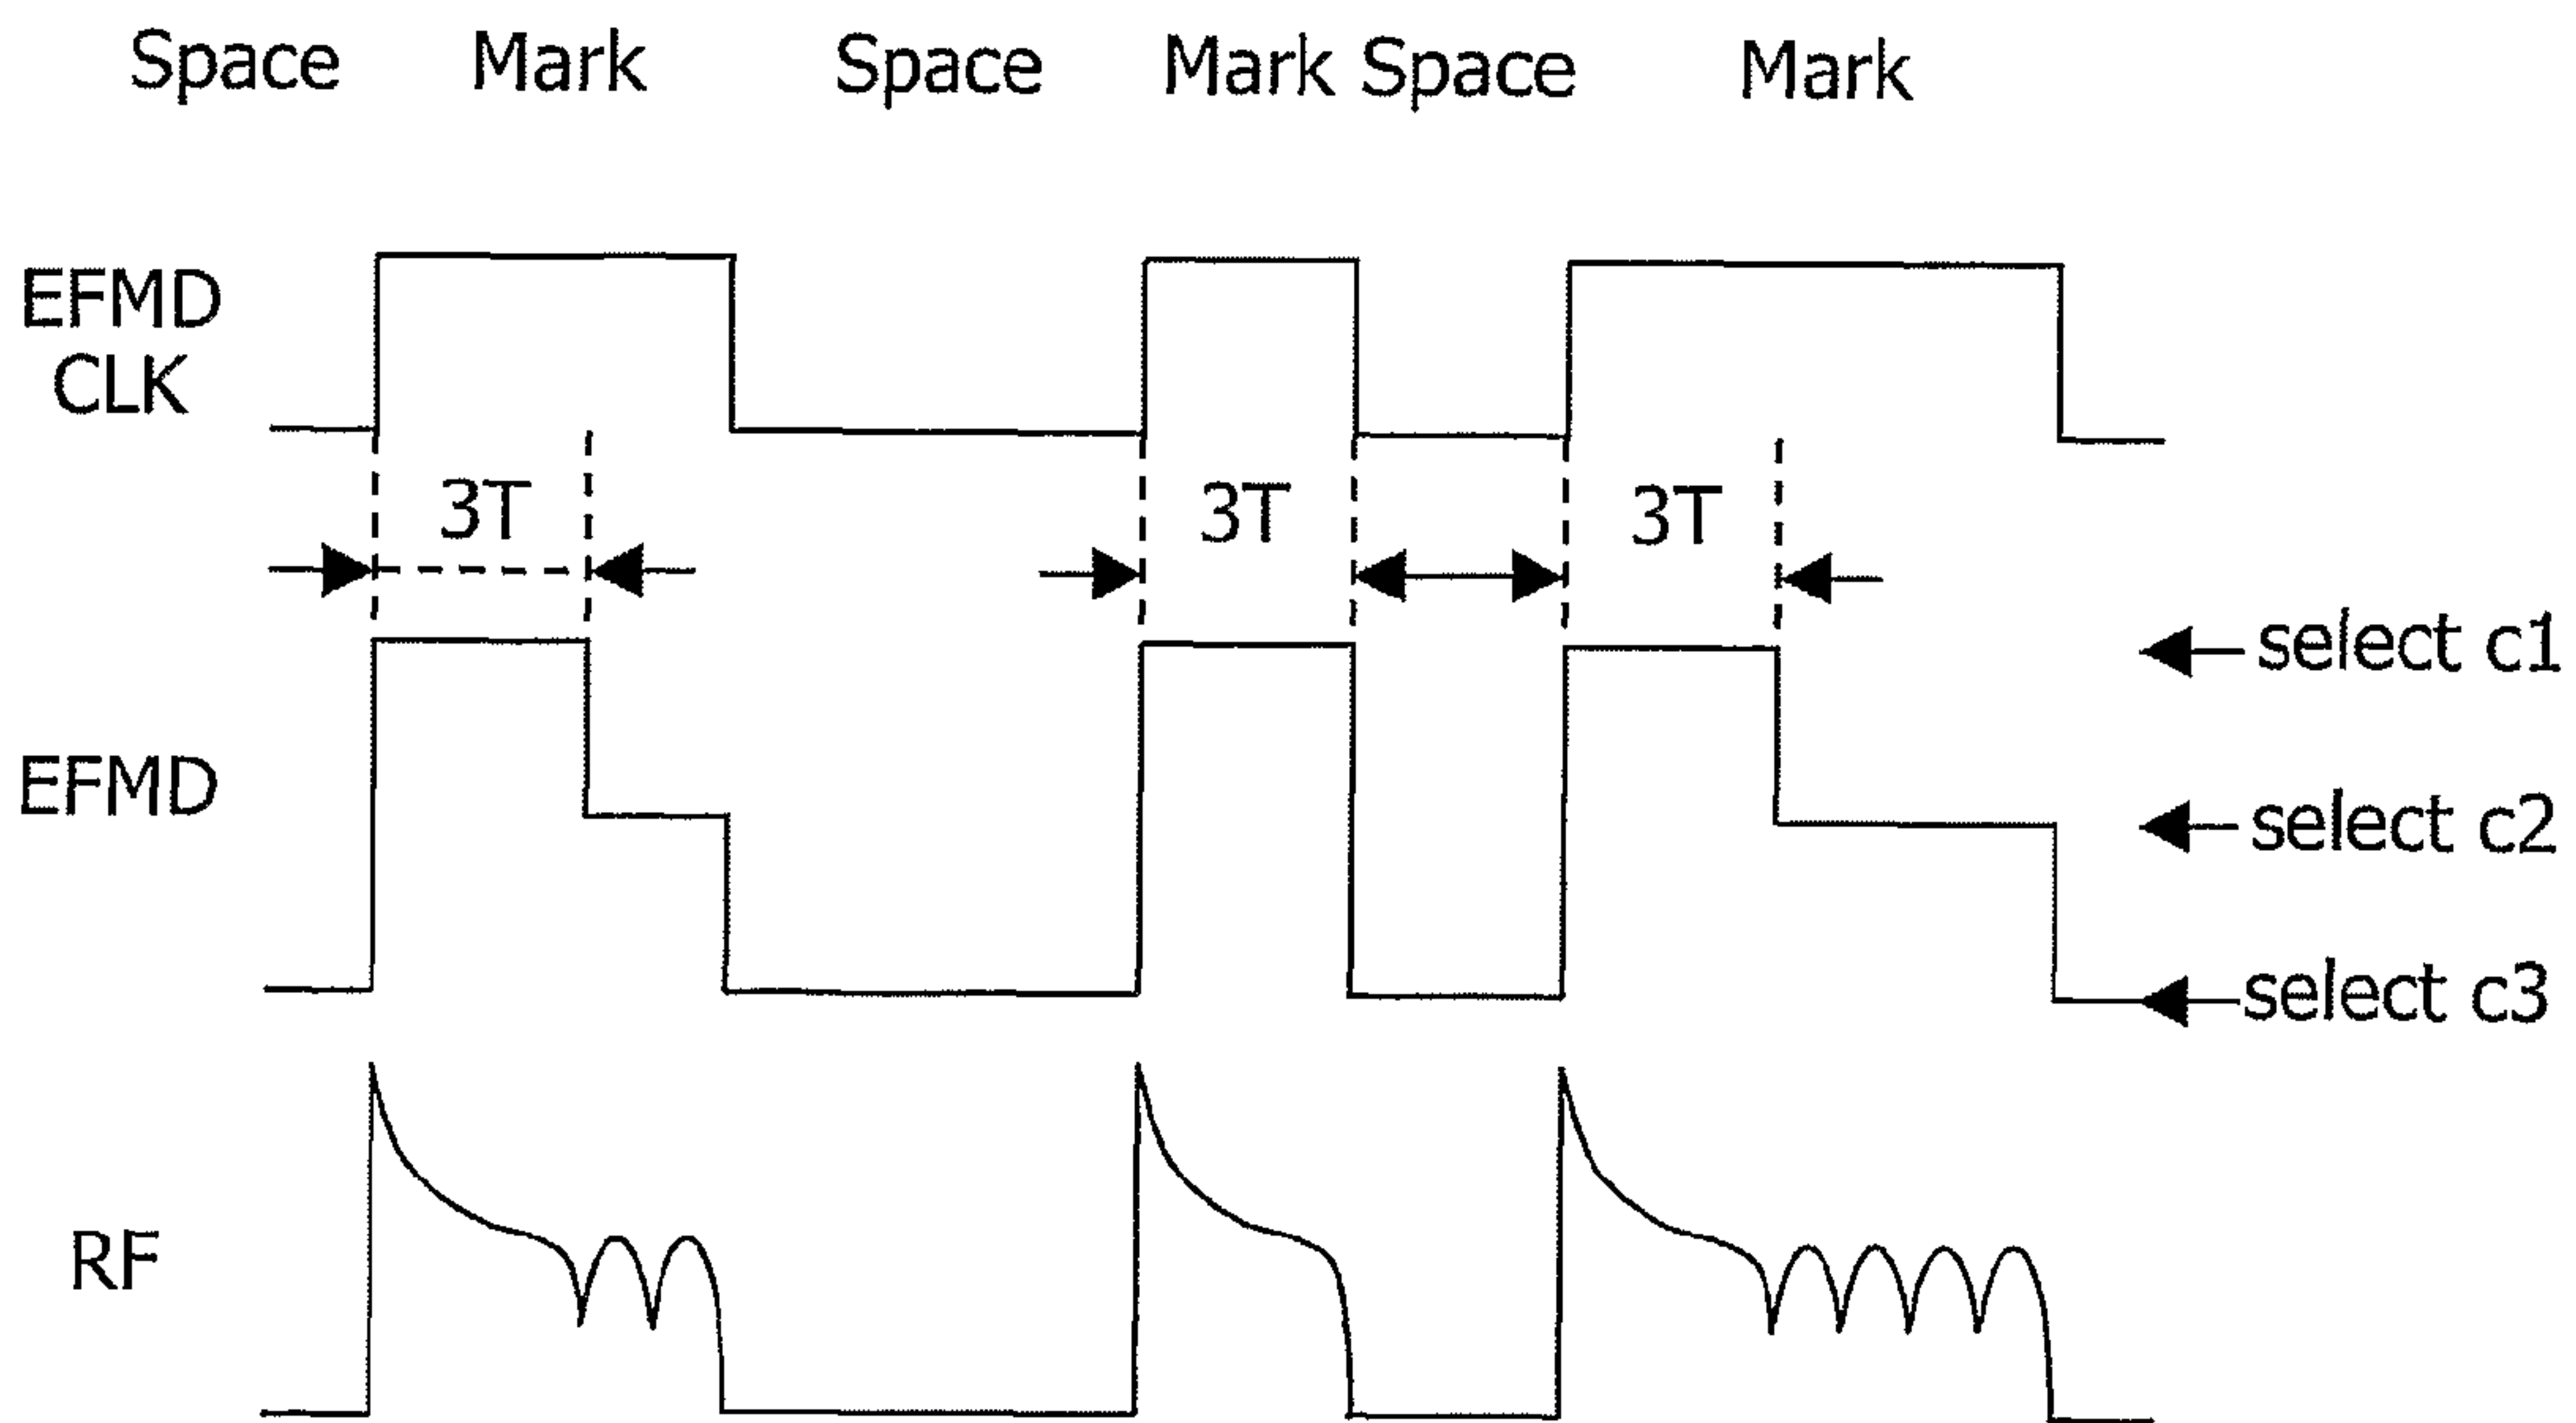 Space Mark Space Mark Space Mark
EFMD
CLK
3T 3T 3T
select c1
EFMD
select c2
select c3
RF